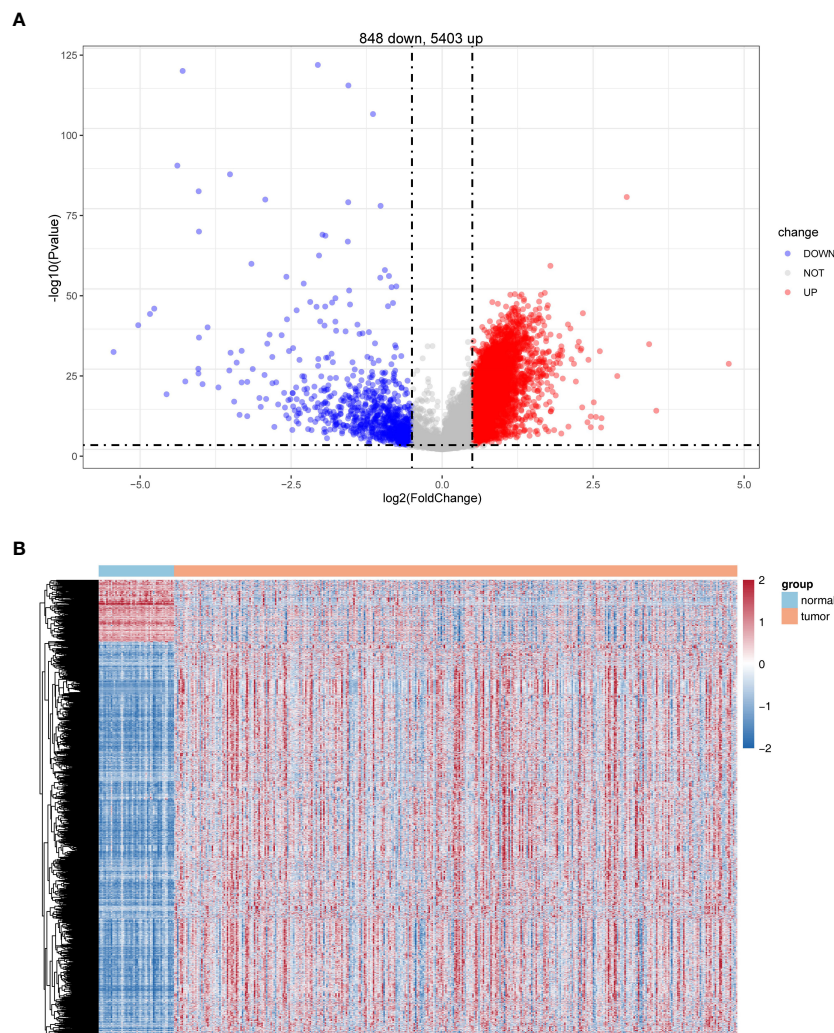 A
848 down, 5403 up
125
100
75
50
25
0
-log10(Pvalue)
−5.0
−2.5
0.0
2.5
5.0
log2(FoldChange)
change
DOWN
NOT
UP
B
group
normal
tumor
2
1
0
−1
−2